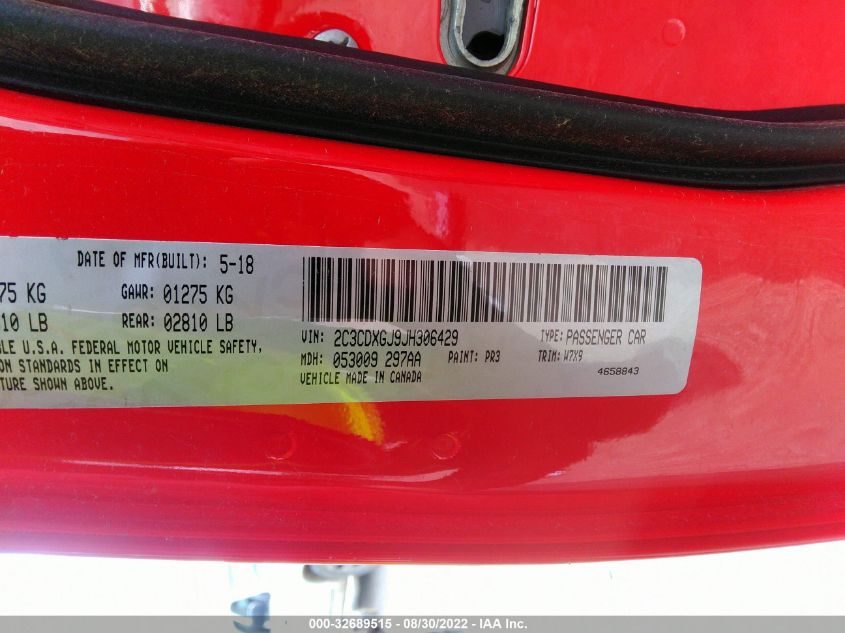 DATE OF MFR(BUILT): 5-18
75 KG GAWR: 01275 KG
10 LB REAR: 02810 LB
BLE U.S.A. FEDERAL MOTOR VEHICLE SAFETY,
ON STANDARDS IN EFFECT ON
TURE SHOWN ABOVE.
VIN: 2C3CDXGJ9JH306429 TYPE: PASSENGER CAR
MDH: 053009 297AA PAINT: PR3 TRIM: W7X9
VEHICLE MADE IN CANADA 4658843
000-32689515 - 08/30/2022 - IAA Inc.